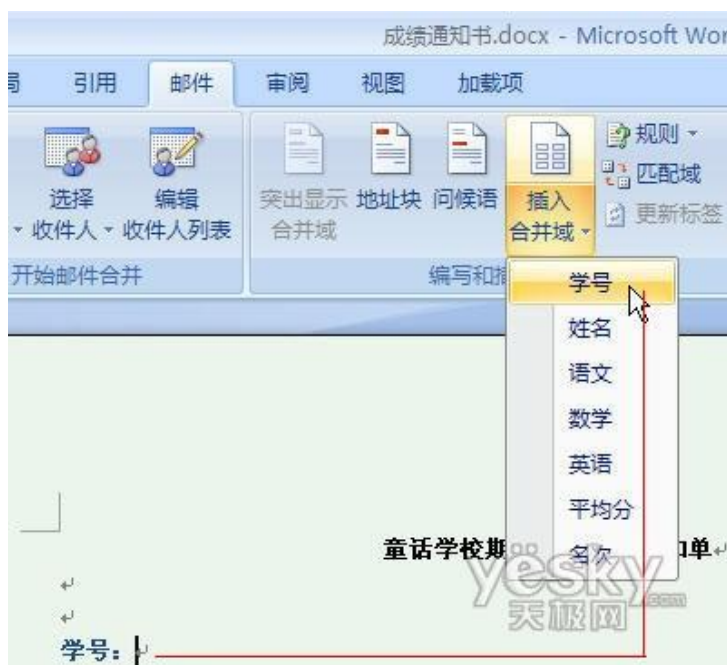 成绩通知书.docx - Microsoft Wor
引用 邮件 审阅 视图 加载项
选择
收件人
编辑
收件人列表
突出显示
合并域
地址块
问候语
插入
合并域
规则
匹配域
更新标签
开始邮件合并
编写和
学号
姓名
语文
数学
英语
平均分
名次
童话学校期
单
yesky
.com
天极网
学号: